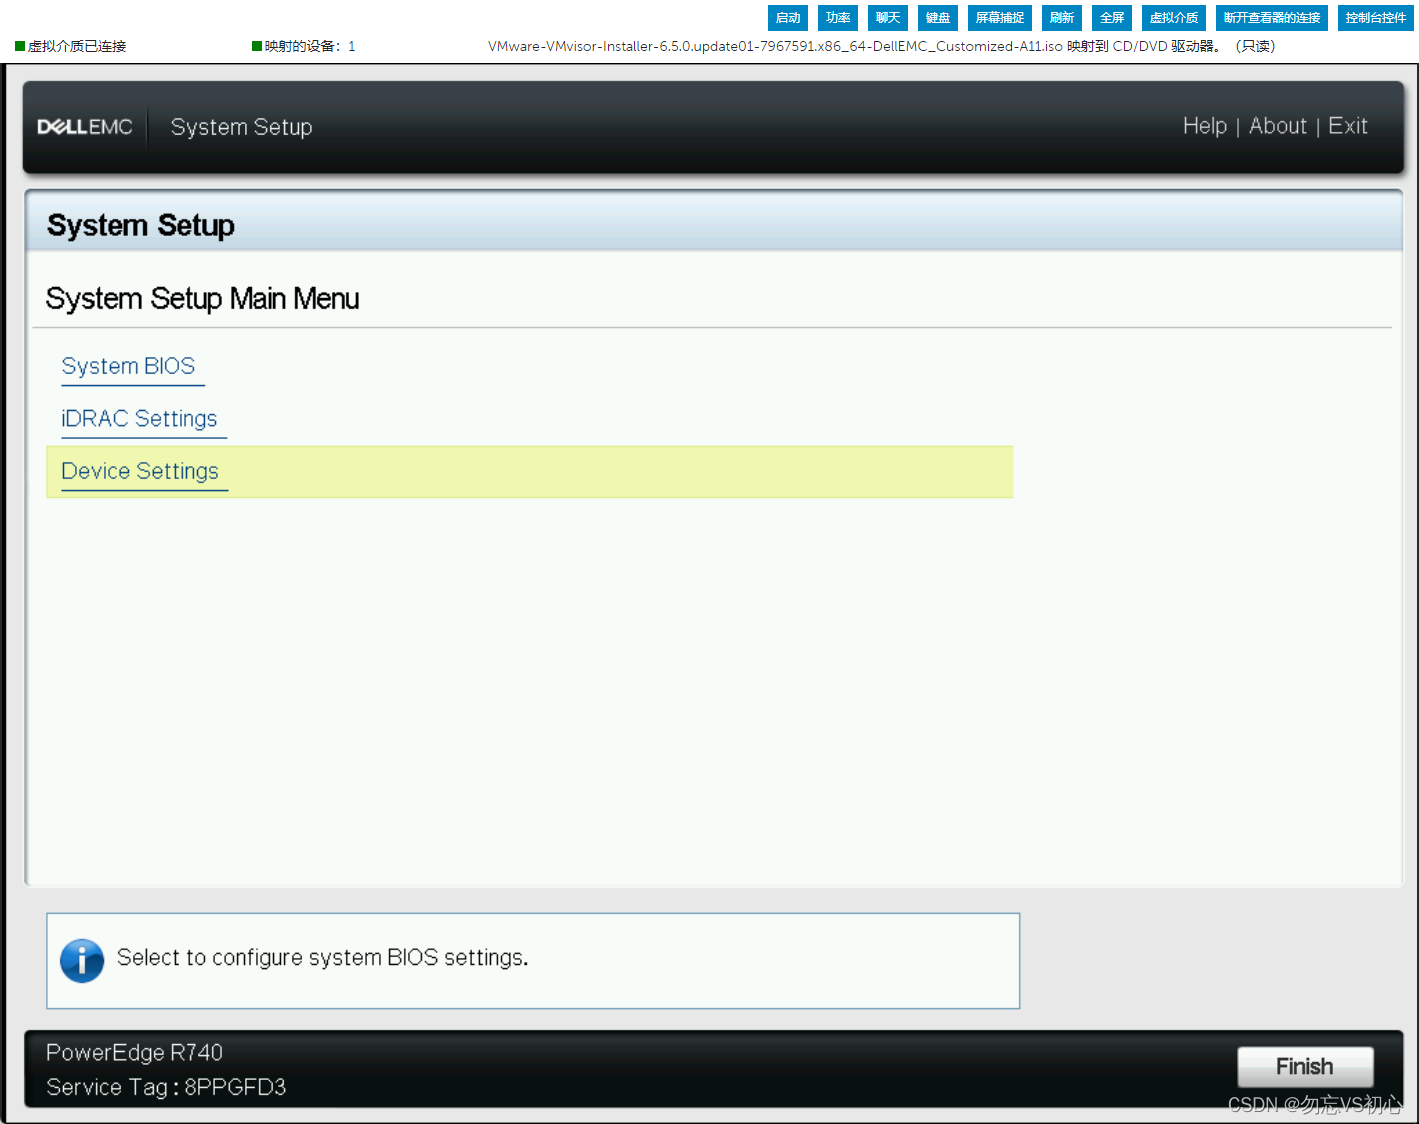 启动 功率 聊天 键盘 屏幕捕捉 刷新 全屏 虚拟介质 断开查看器的连接 控制台控件
虚拟介质已连接 映射的设备：1 VMware-VMvisor-Installer-6.5.0.update01-7967591.x86_64-DellEMC_Customized-A11.iso 映射到 CD/DVD 驱动器。（只读）
DELLEMC System Setup Help | About | Exit
System Setup
System Setup Main Menu
System BIOS
iDRAC Settings
Device Settings
Select to configure system BIOS settings.
PowerEdge R740
Service Tag : 8PPGFD3
Finish
CSDN @勿忘VS初心